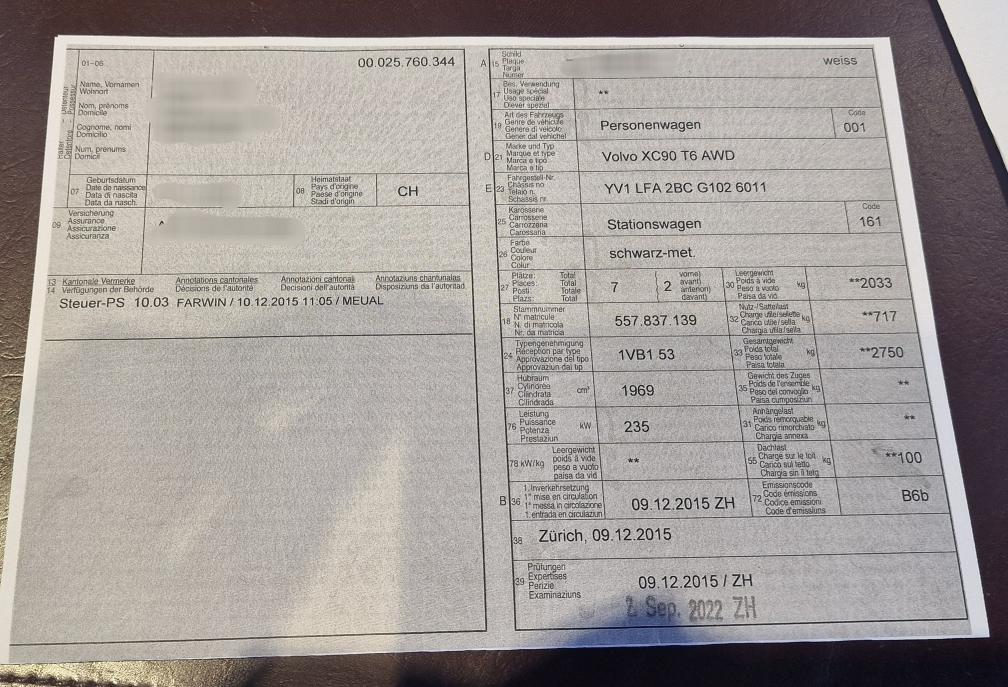 01-06
00.025.760.344
Name, Vornamen
Wohnort
Nom, prénoms
Domicile
Cognome, nomi
Domicilio
Num, prenums
Domicil
07 Geburtsdatum
Date de naissance
Data di nascita
Data da nasch.
08 Heimatstaat
Pays d'origine
Paese d'origine
Stadi d'origin
CH
09 Versicherung
Assurance
Assicurazione
Assicuranza
13 Kantonale Vermerke Annotations cantonales Annotazioni cantonali Annotaziuns chantunalas
14 Verfügungen der Behörde Décisions de l'autorité Decisioni dell'autorità Disposiziuns da l'autoritad
Steuer-PS 10.03 FARWIN / 10.12.2015 11:05 / MEUAL
A 15 Schild
Plaque
Targa
Numer
weiss
17 Bes. Verwendung
Usage spécial
Uso speciale
Diever spezial
**
19 Art des Fahrzeugs
Genre de véhicule
Genere di veicolo
Gener dal vehichel
Personenwagen
Code
001
D 21 Marke und Typ
Marque et type
Marca e tipo
Marca e tip
Volvo XC90 T6 AWD
E 23 Fahrgestell-Nr.
Châssis no
Telaio n.
Schassis nr.
YV1 LFA 2BC G102 6011
25 Karosserie
Carrosserie
Carrozzeria
Carossaria
Stationswagen
Code
161
26 Farbe
Couleur
Colore
Colur
schwarz-met.
27 Plätze: Total
Places: Total
Posti: Totale
Plazs: Total
7
2
vorne)
avant)
anteriori)
davant)
30 Leergewicht
Poids à vide
Peso a vuoto
Paisa da vid
kg
**2033
18 Stammnummer
N° matricule
N. di matricola
Nr. da matricla
557.837.139
32 Nutz-/Sattellast
Charge utile/sellette
Carico utile/sella
Chargia utila/sella
kg
**717
24 Typengenehmigung
Réception par type
Approvazione del tipo
Approvaziun dal tip
1VB1 53
33 Gesamtgewicht
Poids total
Peso totale
Paisa totala
kg
**2750
37 Hubraum
Cylindrée
Cilindrata
Cilindrada
cm³
1969
35 Gewicht des Zuges
Poids de l'ensemble
Peso del convoglio
Paisa cumposiziun
kg
**
76 Leistung
Puissance
Potenza
Prestaziun
kW
235
31 Anhängelast
Poids remorquable
Carico rimorchiato
Chargia annexa
kg
**
78 kW/kg
Leergewicht
poids à vide
peso a vuoto
paisa da vid
**
55 Dachlast
Charge sur le toit
Carico sul tetto
Chargia sin il tetg
kg
**100
B 36 1. Inverkehrsetzung
1re mise en circulation
1a messa in circolazione
1. entrada en circulaziun
09.12.2015 ZH
72 Emissionscode
Code émissions
Codice emissioni
Code d'emissiuns
B6b
38 Zürich, 09.12.2015
39 Prüfungen
Expertises
Perizie
Examinaziuns
09.12.2015 / ZH
2. Sep. 2022 ZH